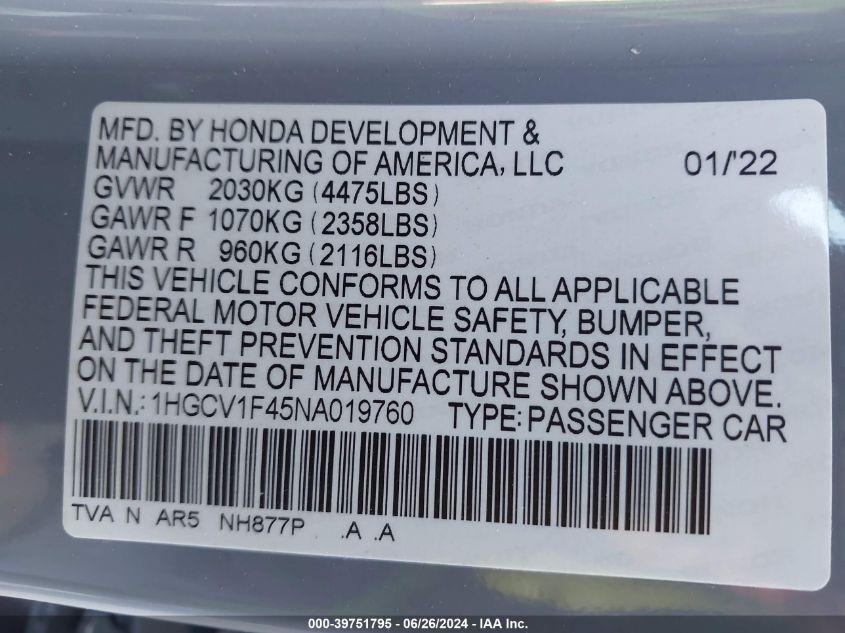 MFD. BY HONDA DEVELOPMENT &
MANUFACTURING OF AMERICA, LLC 01/'22
GVWR 2030KG (4475LBS)
GAWR F 1070KG (2358LBS)
GAWR R 960KG (2116LBS)
THIS VEHICLE CONFORMS TO ALL APPLICABLE
FEDERAL MOTOR VEHICLE SAFETY, BUMPER,
AND THEFT PREVENTION STANDARDS IN EFFECT
ON THE DATE OF MANUFACTURE SHOWN ABOVE.
V.I.N.: 1HGCV1F45NA019760 TYPE: PASSENGER CAR
TVA N AR5 NH877P .A .A
000-39751795 - 06/26/2024 - IAA Inc.